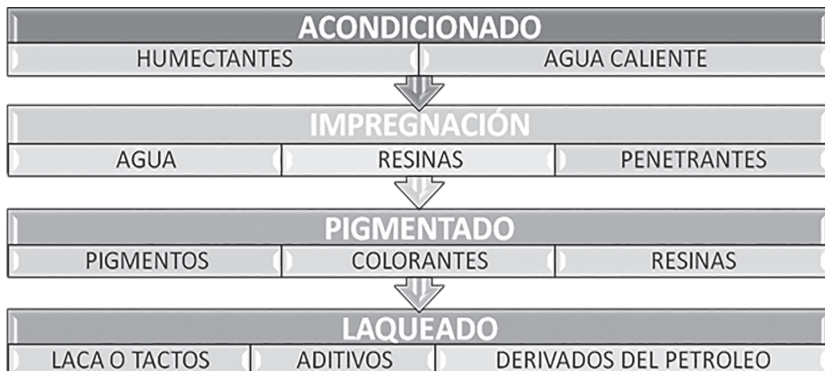 ACONDICIONADO
HUMECTANTES AGUA CALIENTE
IMPREGNACIÓN
AGUA RESINAS PENETRANTES
PIGMENTADO
PIGMENTOS COLORANTES RESINAS
LAQUEADO
LACA O TACTOS ADITIVOS DERIVADOS DEL PETROLEO